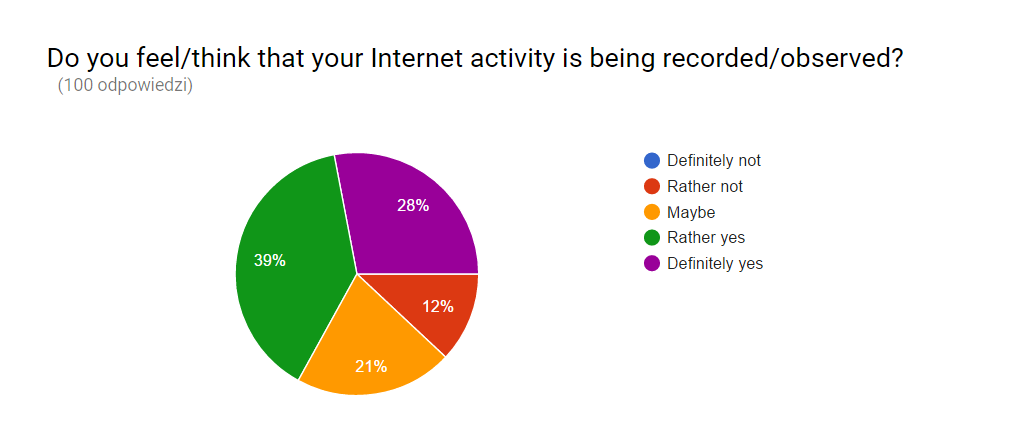 Do you feel/think that your Internet activity is being recorded/observed?
(100 odpowiedzi)
28%
39%
12%
21%
Definitely not
Rather not
Maybe
Rather yes
Definitely yes